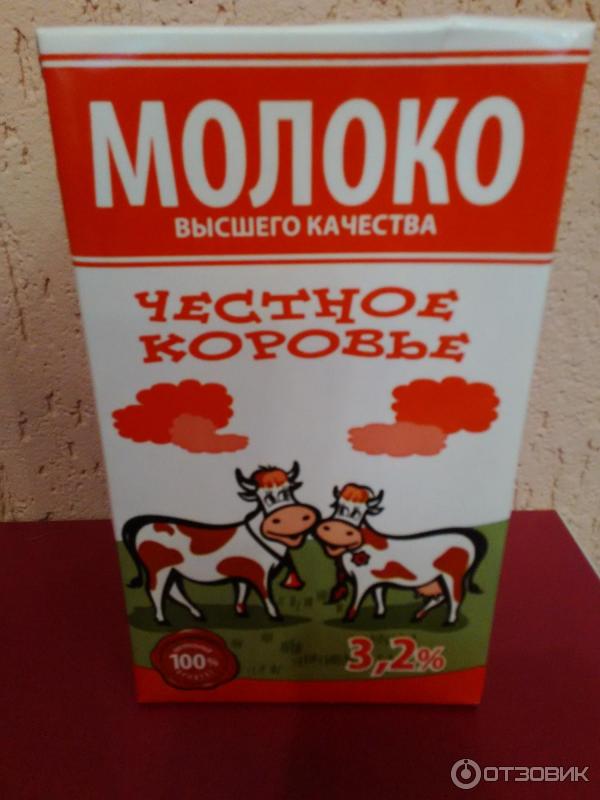 МОЛОКО
ВЫСШЕГО КАЧЕСТВА
ЧЕСТНОЕ
КОРОВЬЕ
3,2%
100%
ОТЗОВИК